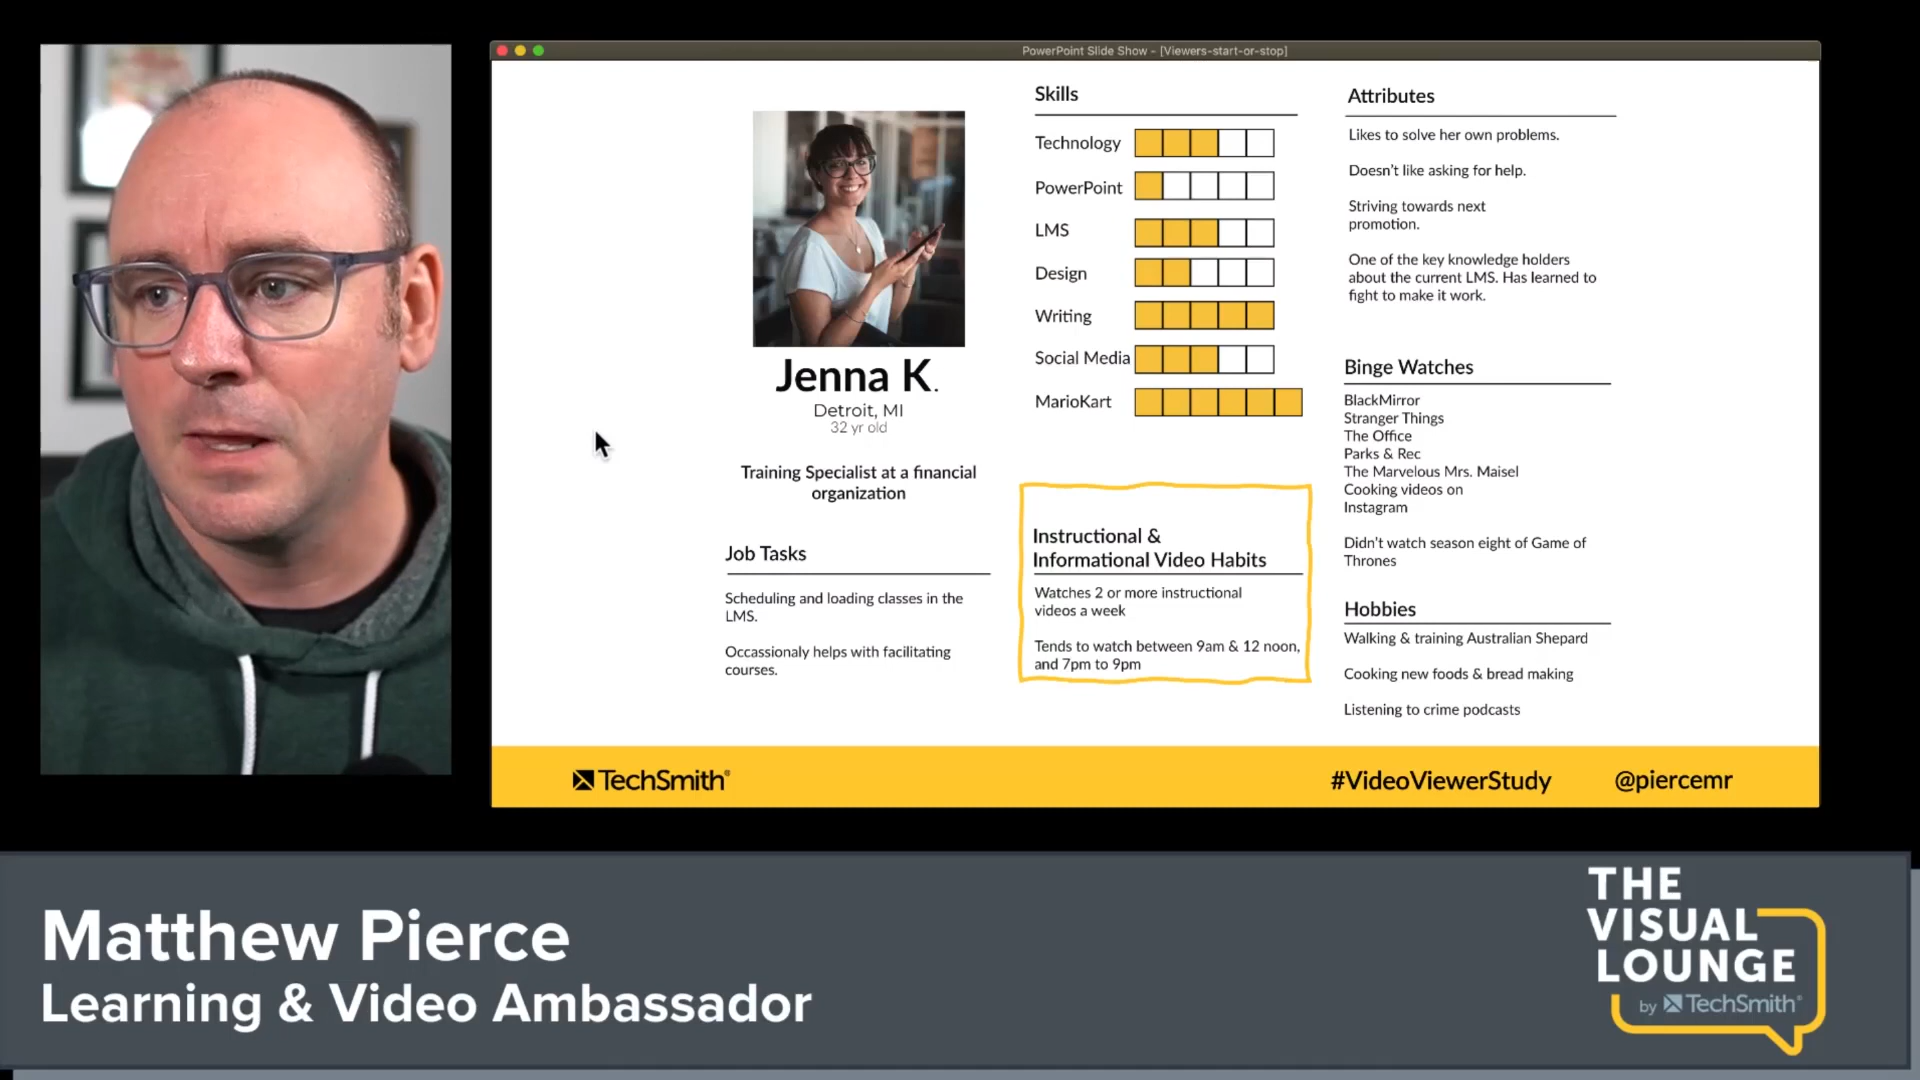 PowerPoint Slide Show - [Viewers-start-or-stop]
Jenna K.
Detroit, MI
32 yr old
Training Specialist at a financial
organization
Job Tasks
Scheduling and loading classes in the
LMS.
Occassionaly helps with facilitating
courses.
Skills
Technology
PowerPoint
LMS
Design
Writing
Social Media
MarioKart
Instructional &
Informational Video Habits
Watches 2 or more instructional
videos a week
Tends to watch between 9am & 12 noon,
and 7pm to 9pm
Attributes
Likes to solve her own problems.
Doesn't like asking for help.
Striving towards next
promotion.
One of the key knowledge holders
about the current LMS. Has learned to
fight to make it work.
Binge Watches
BlackMirror
Stranger Things
The Office
Parks & Rec
The Marvelous Mrs. Maisel
Cooking videos on
Instagram
Didn't watch season eight of Game of
Thrones
Hobbies
Walking & training Australian Shepard
Cooking new foods & bread making
Listening to crime podcasts
TechSmith®
#VideoViewerStudy
@piercemr
Matthew Pierce
Learning & Video Ambassador
THE
VISUAL
LOUNGE
by TechSmith®